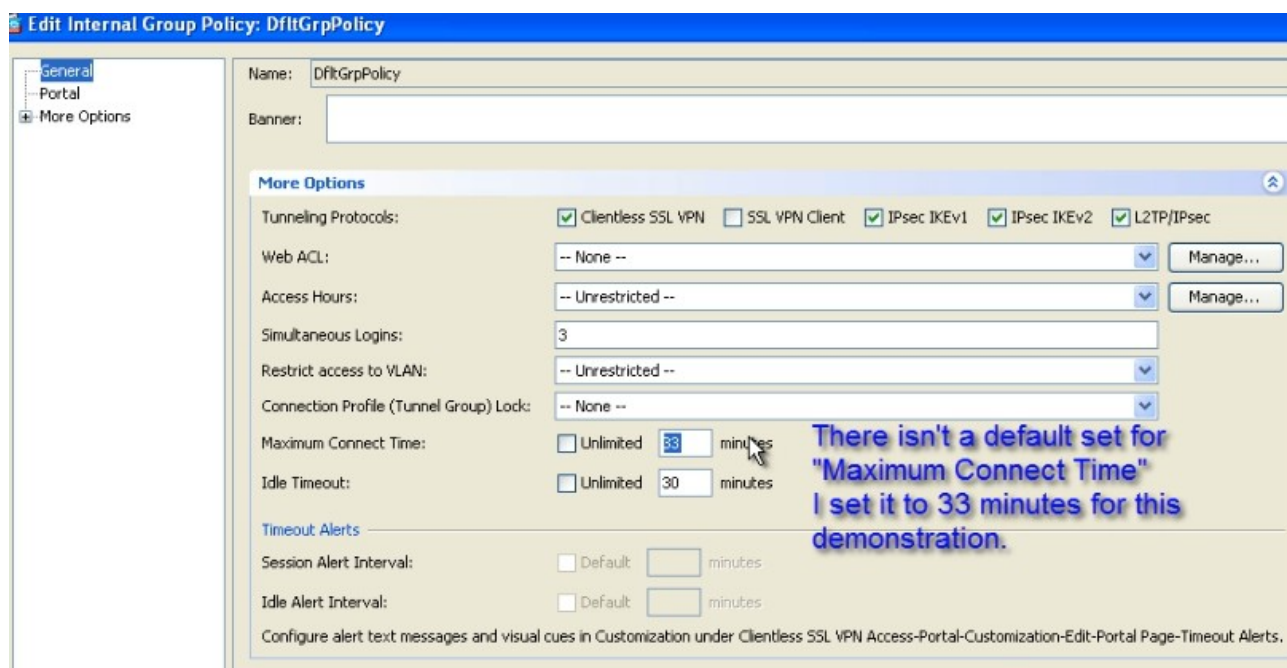 Edit Internal Group Policy: DfltGrpPolicy
General
Portal
More Options
Name: DfltGrpPolicy
Banner:
More Options
Tunneling Protocols: Clientless SSL VPN SSL VPN Client IPsec IKEv1 IPsec IKEv2 L2TP/IPsec
Web ACL: -- None -- Manage...
Access Hours: -- Unrestricted -- Manage...
Simultaneous Logins: 3
Restrict access to VLAN: -- Unrestricted --
Connection Profile (Tunnel Group) Lock: -- None --
Maximum Connect Time: Unlimited 33 minutes
Idle Timeout: Unlimited 30 minutes
There isn't a default set for
"Maximum Connect Time"
I set it to 33 minutes for this
demonstration.
Timeout Alerts
Session Alert Interval: Default minutes
Idle Alert Interval: Default minutes
Configure alert text messages and visual cues in Customization under Clientless SSL VPN Access-Portal-Customization-Edit-Portal Page-Timeout Alerts.